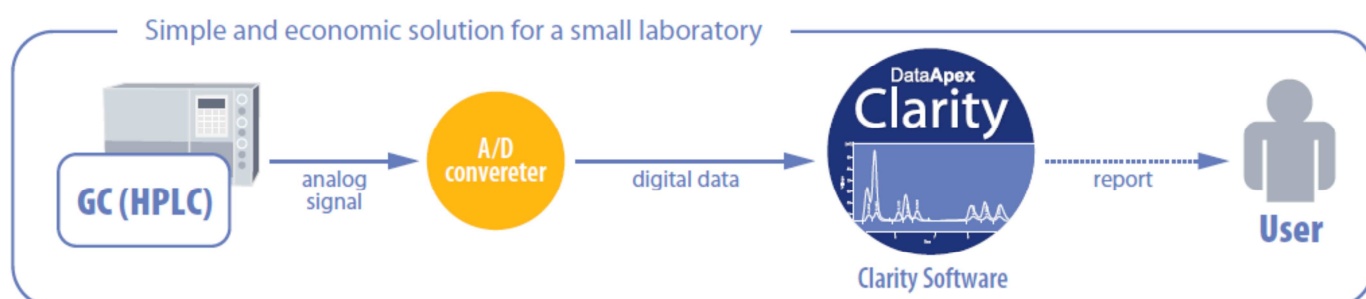 Simple and economic solution for a small laboratory
GC (HPLC)
analog
signal
A/D
convereter
digital data
DataApex
Clarity
Clarity Software
report
User